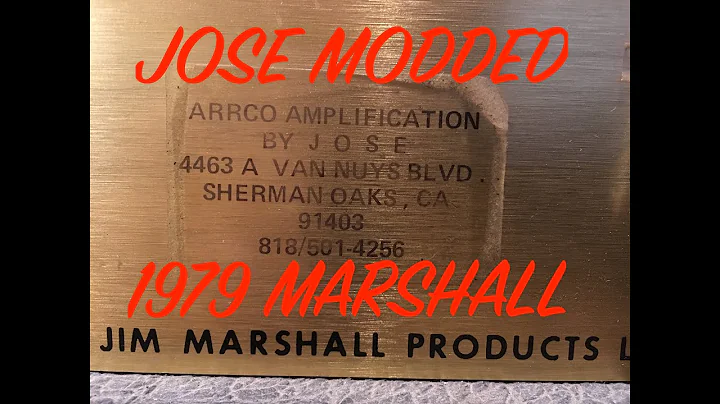 JOSE MODDED
ARRCO AMPLIFICATION
BY J O S E
4463 A VAN NUYS BLVD.
SHERMAN OAKS, CA
91403
818/501-4256
1979 MARSHALL
JIM MARSHALL PRODUCTS L